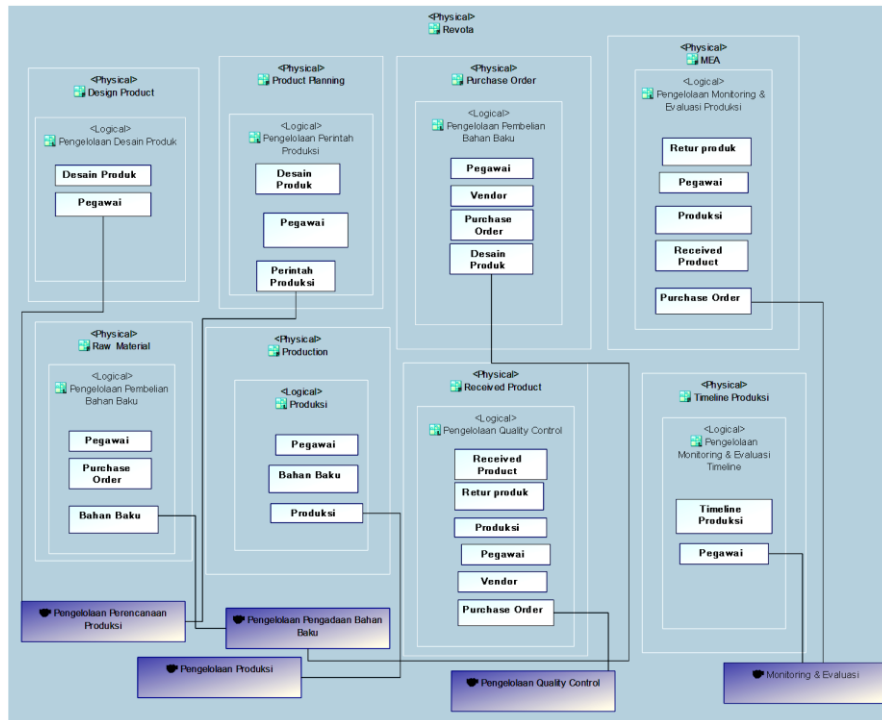 <Physical>
Revota
<Physical>
Design Product
<Logical>
Pengelolaan Desain Produk
Desain Produk
Pegawai
<Physical>
Product Planning
<Logical>
Pengelolaan Perintah
Produksi
Desain
Produk
Pegawai
Perintah
Produksi
<Physical>
Purchase Order
<Logical>
Pengelolaan Pembelian
Bahan Baku
Pegawai
Vendor
Purchase
Order
Desain
Produk
<Physical>
MEA
<Logical>
Pengelolaan Monitoring &
Evaluasi Produksi
Retur produk
Pegawai
Produksi
Received
Product
Purchase Order
<Physical>
Raw Material
<Logical>
Pengelolaan Pembelian
Bahan Baku
Pegawai
Purchase
Order
Bahan Baku
<Physical>
Production
<Logical>
Produksi
Pegawai
Bahan Baku
Produksi
<Physical>
Received Product
<Logical>
Pengelolaan Quality Control
Received
Product
Retur produk
Produksi
Pegawai
Vendor
Purchase Order
<Physical>
Timeline Produksi
<Logical>
Pengelolaan
Monitoring & Evaluasi
Timeline
Timeline
Produksi
Pegawai
Pengelolaan Perencanaan
Produksi
Pengelolaan Pengadaan Bahan
Baku
Pengelolaan Produksi
Pengelolaan Quality Control
Monitoring & Evaluasi